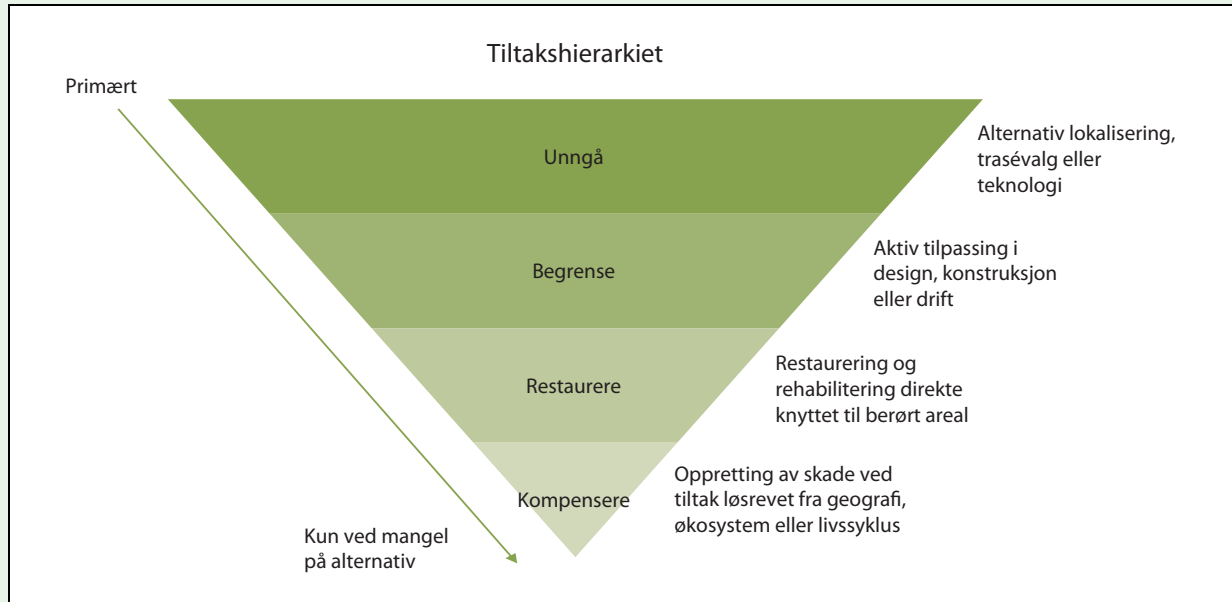 Tiltakshierarkiet
Primært
Unngå
Alternativ lokalisering,
trasévalg eller
teknologi
Begrense
Aktiv tilpassing i
design, konstruksjon
eller drift
Restaurere
Restaurering og
rehabilitering direkte
knyttet til berørt areal
Kompensere
Oppretting av skade ved
tiltak løsrevet fra geografi,
økosystem eller livssyklus
Kun ved mangel
på alternativ